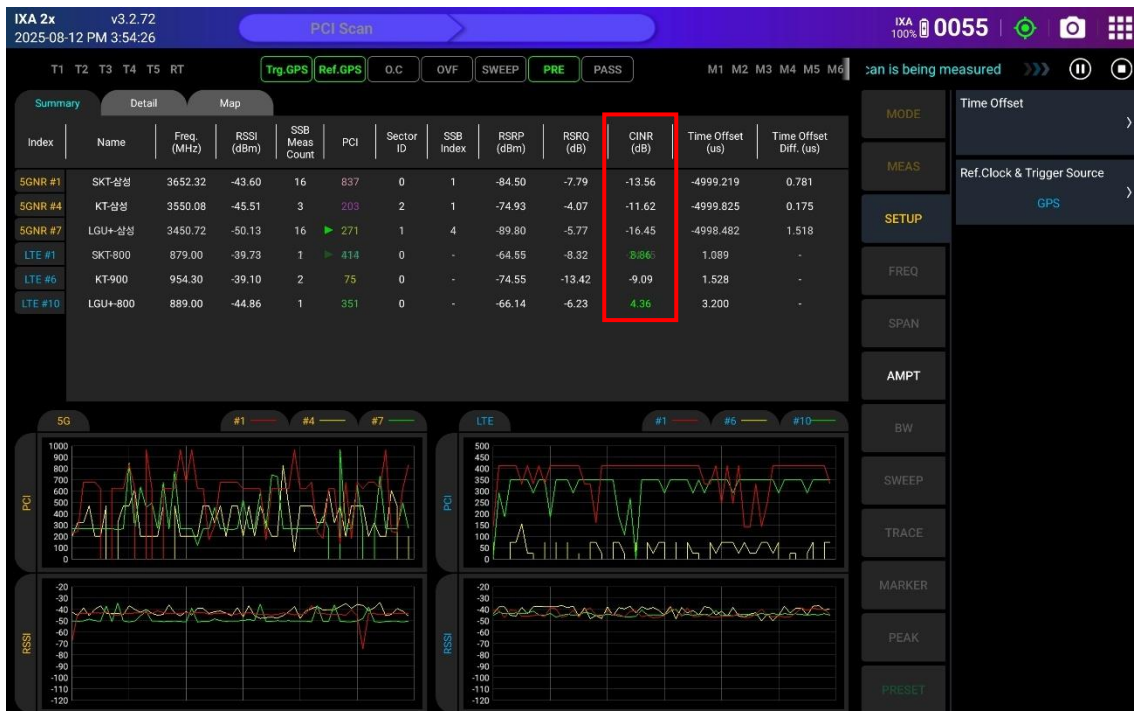 IXA 2x v3.2.72
2025-08-12 PM 3:54:26
PCI Scan
IXA 100% 0055
T1 T2 T3 T4 T5 RT Trg.GPS Ref.GPS O.C OVF SWEEP PRE PASS M1 M2 M3 M4 M5 M6 can is being measured
Summary Detail Map
Index Name Freq. (MHz) RSSI (dBm) SSB Meas Count PCI Sector ID SSB Index RSRP (dBm) RSRQ (dB) CINR (dB) Time Offset (us) Time Offset Diff. (us)
5GNR #1 SKT-삼성 3652.32 -43.60 16 837 0 1 -84.50 -7.79 -13.56 -4999.219 0.781
5GNR #4 KT-삼성 3550.08 -45.51 3 203 2 1 -74.93 -4.07 -11.62 -4999.825 0.175
5GNR #7 LGU+-삼성 3450.72 -50.13 16 271 1 4 -89.80 -5.77 -16.45 -4998.482 1.518
LTE #1 SKT-800 879.00 -39.73 1 414 0 - -64.55 -8.32 1.089 -
LTE #6 KT-900 954.30 -39.10 2 75 0 - -74.55 -13.42 -9.09 1.528 -
LTE #10 LGU+-800 889.00 -44.86 1 351 0 - -66.14 -6.23 4.36 3.200 -
MODE
MEAS
SETUP
FREQ
SPAN
AMPT
BW
SWEEP
TRACE
MARKER
PEAK
PRESET
Time Offset
Ref.Clock & Trigger Source
GPS
5G #1 #4 #7
PCI
1000
900
800
700
600
500
400
300
200
100
0
RSSI
-20
-30
-40
-50
-60
-70
-80
-90
-100
-110
-120
LTE #1 #6 #10
PCI
500
450
400
350
300
250
200
150
100
50
0
RSSI
-20
-30
-40
-50
-60
-70
-80
-90
-100
-110
-120